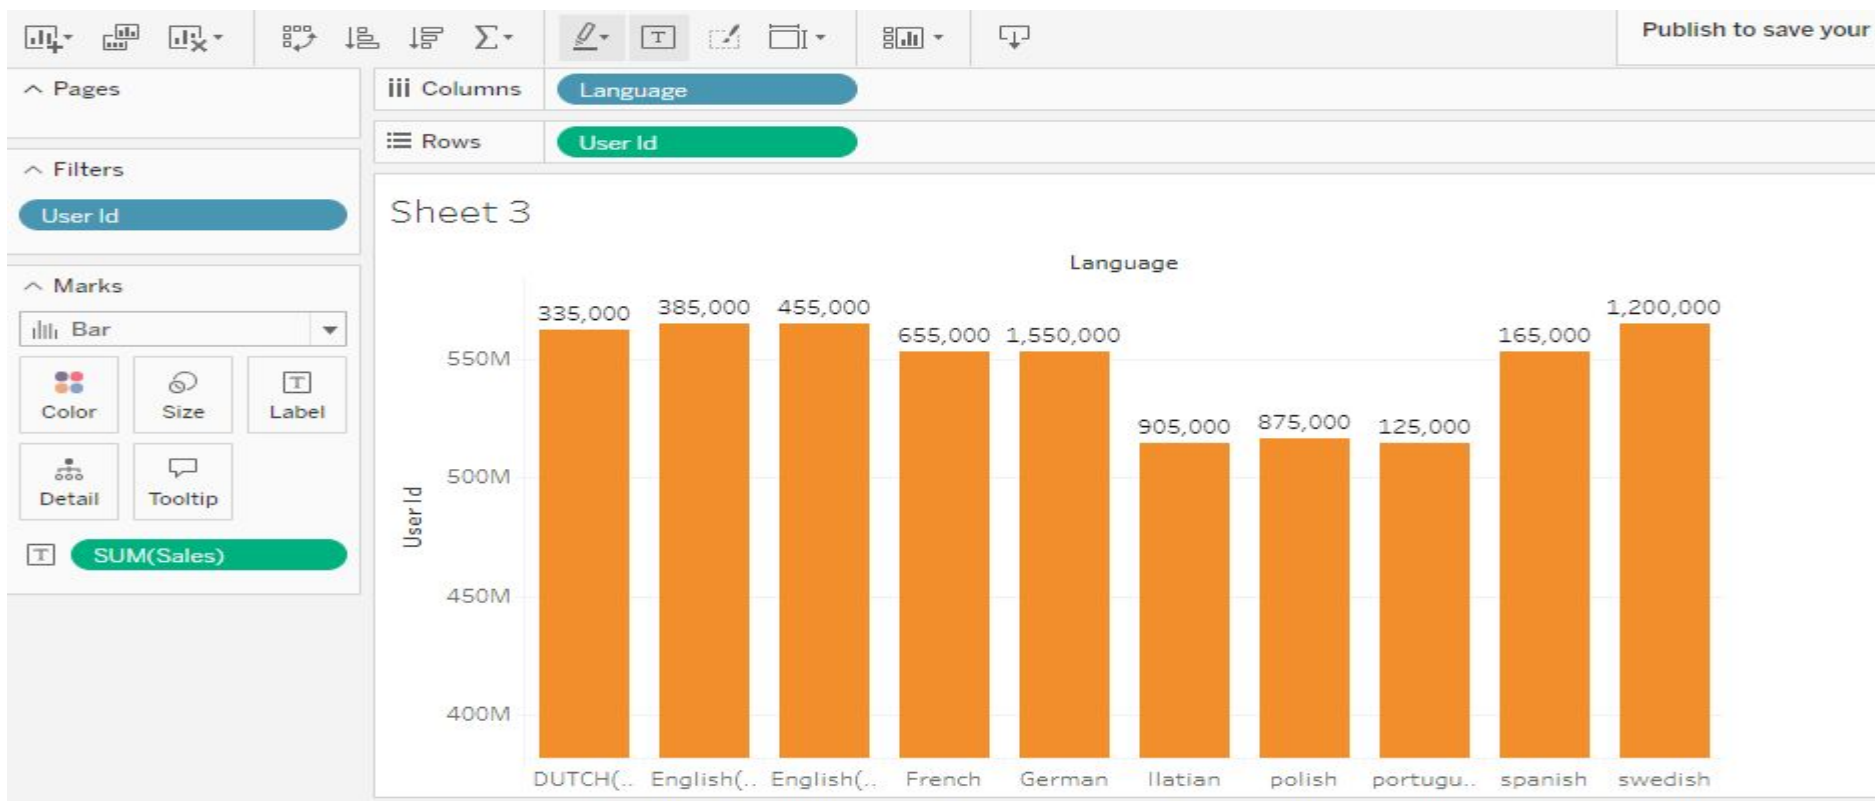 Publish to save your
Pages
Columns
Language
Rows
User Id
Filters
User Id
Marks
Bar
Color
Size
Label
Detail
Tooltip
T
SUM(Sales)
Sheet 3
Language
335,000 385,000 455,000 655,000 1,550,000 905,000 875,000 125,000 165,000 1,200,000
550M
500M
450M
400M
User Id
DUTCH(.. English(.. English(.. French German Ilatian polish portugu.. spanish swedish